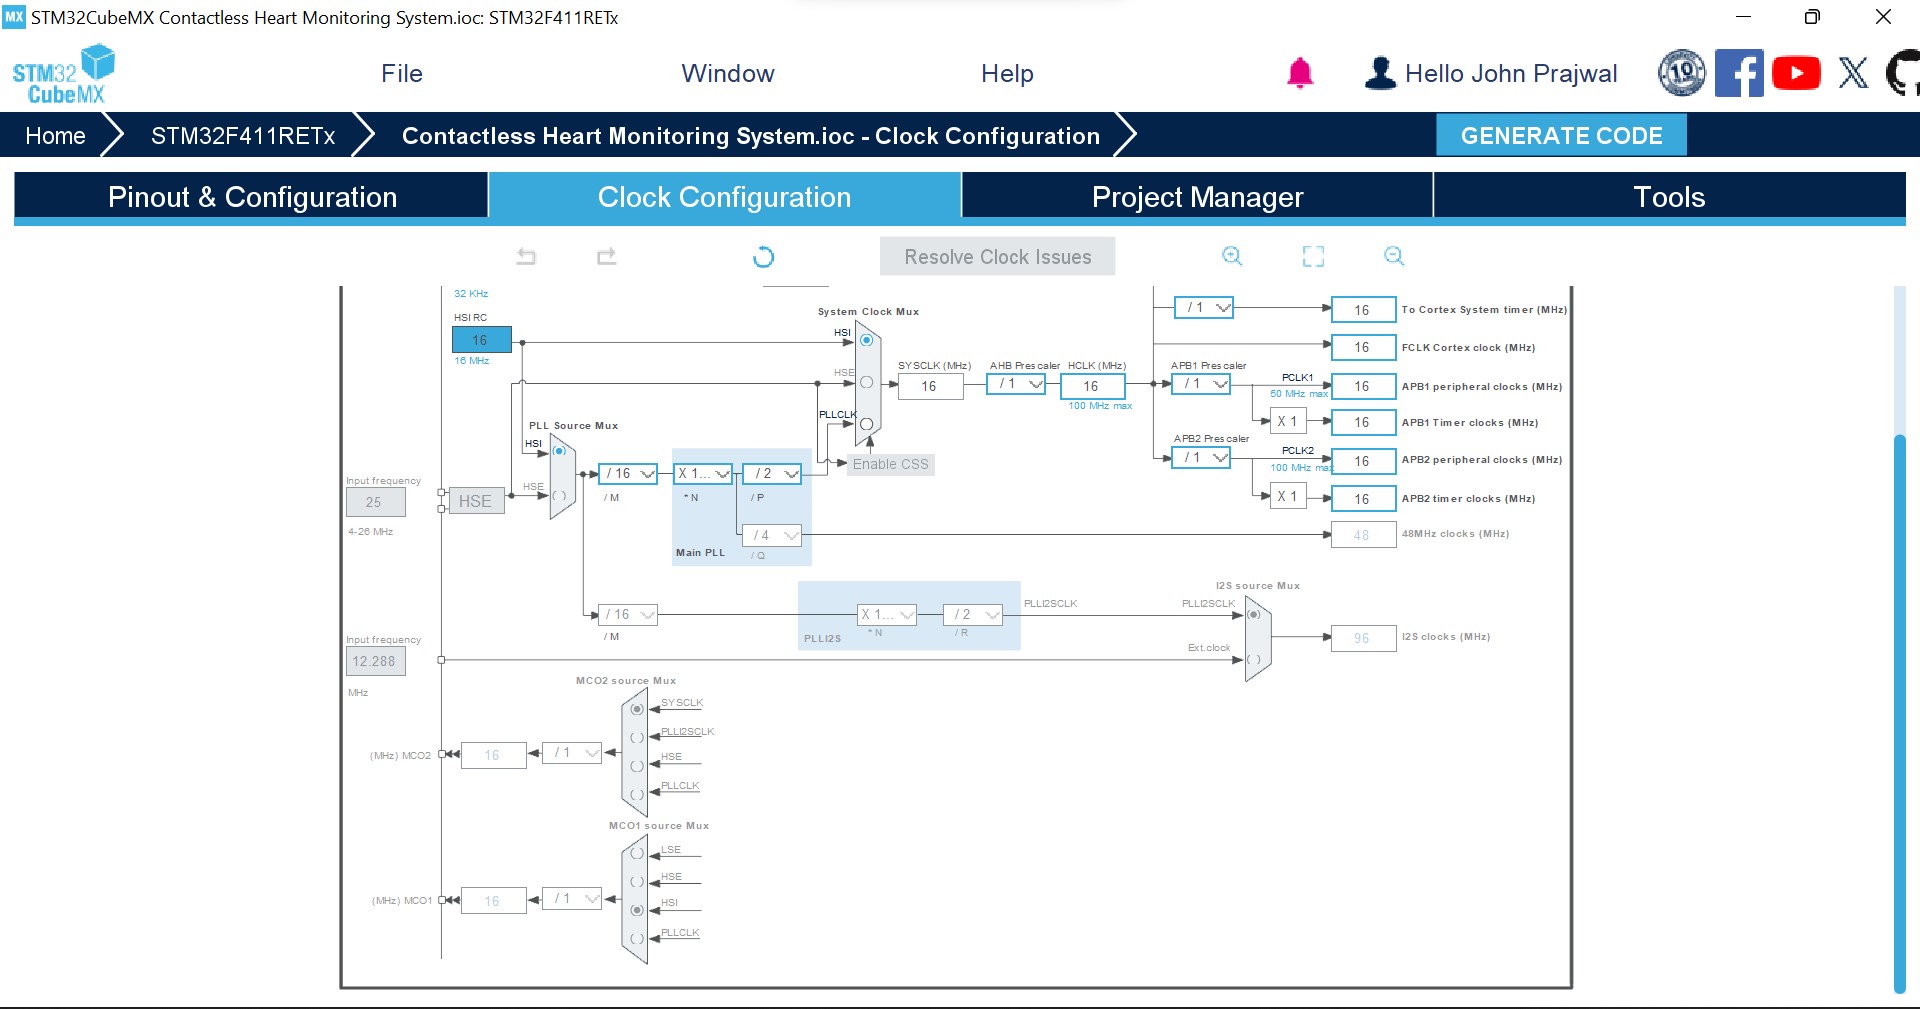 MX STM32CubeMX Contactless Heart Monitoring System.ioc: STM32F411RETx
STM32
CubeMX
File
Window
Help
Hello John Prajwal
10
Home
STM32F411RETx
Contactless Heart Monitoring System.ioc - Clock Configuration
GENERATE CODE
Pinout & Configuration
Clock Configuration
Project Manager
Tools
Resolve Clock Issues
32 KHz
HSI RC
16
16 MHz
System Clock Mux
HSI
HSE
PLLCLK
Enable CSS
SYSCLK (MHz)
16
AHB Prescaler
/ 1
HCLK (MHz)
16
100 MHz max
/ 1
16
To Cortex System timer (MHz)
16
FCLK Cortex clock (MHz)
APB1 Prescaler
/ 1
PCLK1
50 MHz max
16
APB1 peripheral clocks (MHz)
X 1
16
APB1 Timer clocks (MHz)
APB2 Prescaler
/ 1
PCLK2
100 MHz max
16
APB2 peripheral clocks (MHz)
X 1
16
APB2 timer clocks (MHz)
48
48MHz clocks (MHz)
PLL Source Mux
HSI
HSE
Input frequency
25
4-26 MHz
HSE
/ 16
/ M
X 1...
* N
/ 2
/ P
/ 4
/ Q
Main PLL
/ 16
/ M
X 1...
* N
/ 2
/ R
PLLI2S
PLLI2SCLK
I2S source Mux
PLLI2SCLK
Ext.clock
96
I2S clocks (MHz)
Input frequency
12.288
MHz
MCO2 source Mux
SYSCLK
PLLI2SCLK
HSE
PLLCLK
(MHz) MCO2
16
/ 1
MCO1 source Mux
LSE
HSE
HSI
PLLCLK
(MHz) MCO1
16
/ 1